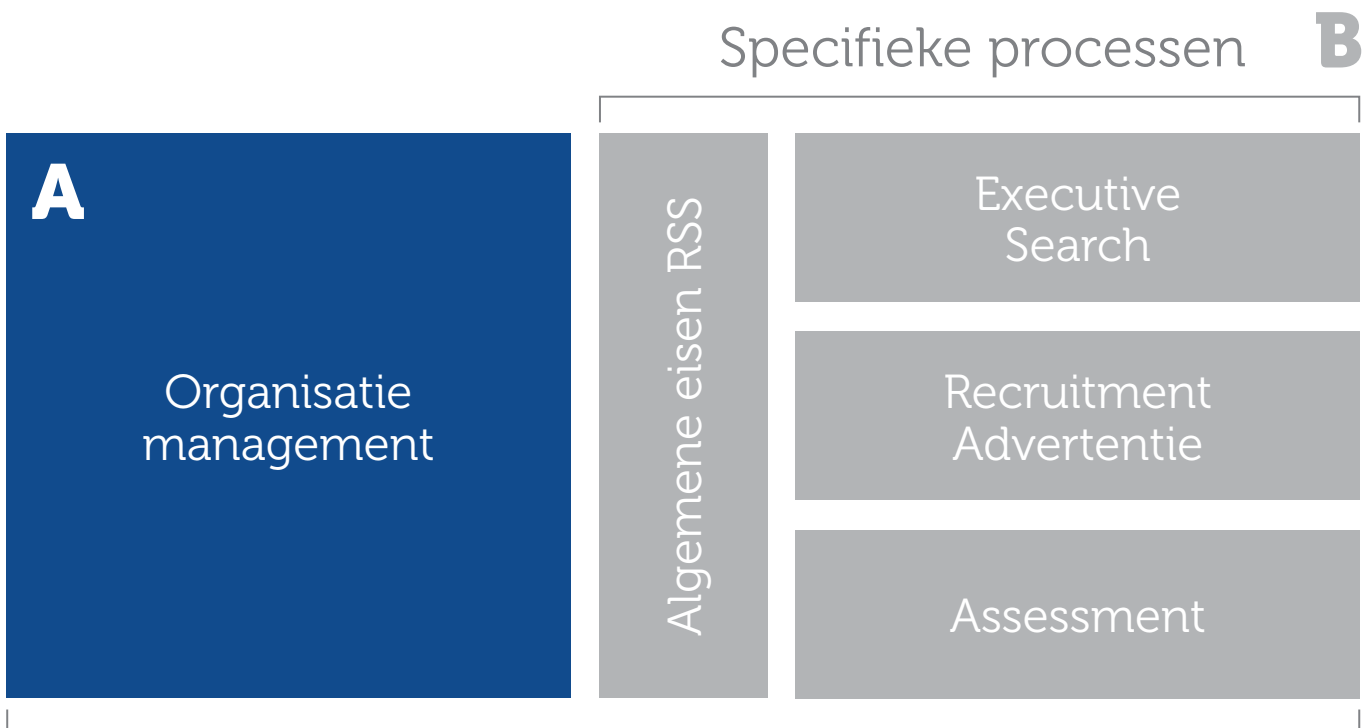 Specifieke processen B
A
Organisatie
management
Algemene eisen RSS
Executive
Search
Recruitment
Advertentie
Assessment